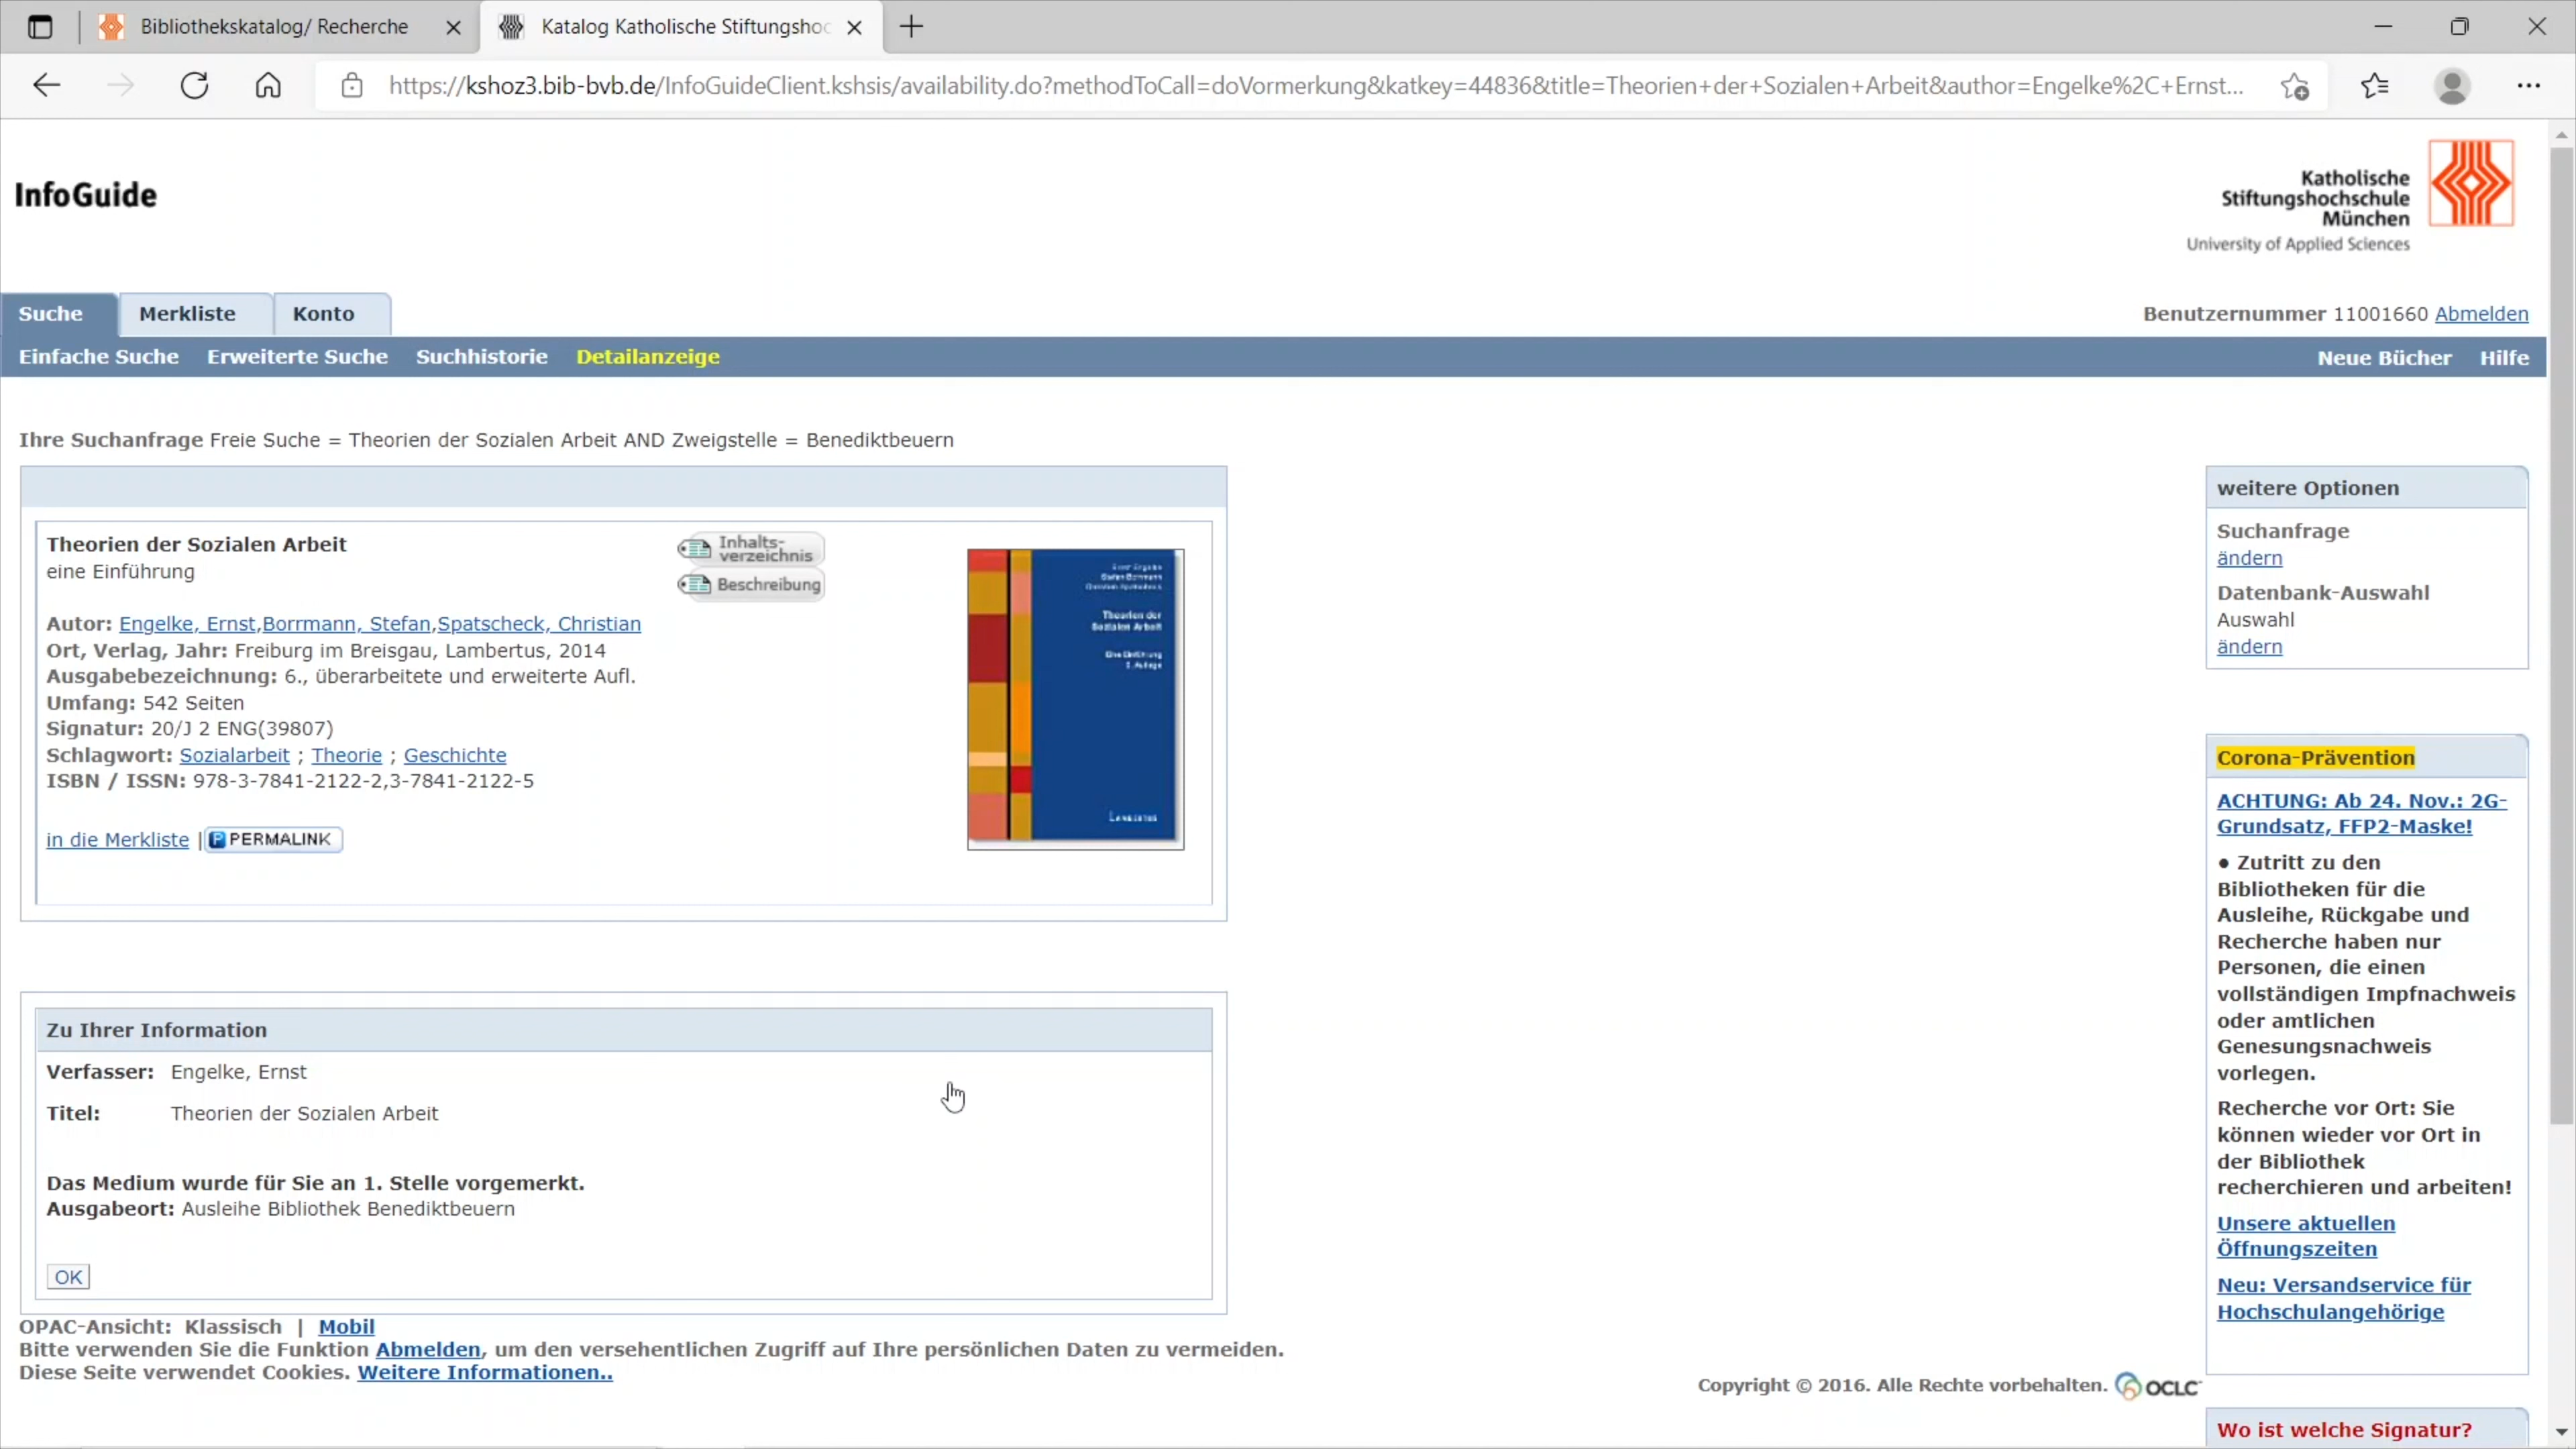 Bibliothekskatalog/ Recherche
Katalog Katholische Stiftungshoc
https://kshoz3.bib-bvb.de/InfoGuideClient.kshsis/availability.do?methodToCall=doVormerkung&katkey=44836&title=Theorien+der+Sozialen+Arbeit&author=Engelke%2C+Ernst...
InfoGuide
Katholische
Stiftungshochschule
München
University of Applied Sciences
Suche Merkliste Konto
Benutzernummer 11001660 Abmelden
Einfache Suche Erweiterte Suche Suchhistorie Detailanzeige
Neue Bücher Hilfe
Ihre Suchanfrage Freie Suche = Theorien der Sozialen Arbeit AND Zweigstelle = Benediktbeuern
Theorien der Sozialen Arbeit
eine Einführung
Autor: Engelke, Ernst,Borrmann, Stefan,Spatscheck, Christian
Ort, Verlag, Jahr: Freiburg im Breisgau, Lambertus, 2014
Ausgabebezeichnung: 6., überarbeitete und erweiterte Aufl.
Umfang: 542 Seiten
Signatur: 20/J 2 ENG(39807)
Schlagwort: Sozialarbeit ; Theorie ; Geschichte
ISBN / ISSN: 978-3-7841-2122-2,3-7841-2122-5
in die Merkliste | PERMALINK
Inhalts-
verzeichnis
Beschreibung
Theorien der
Sozialen Arbeit
Eine Einführung
Lambertus
Zu Ihrer Information
Verfasser: Engelke, Ernst
Titel: Theorien der Sozialen Arbeit
Das Medium wurde für Sie an 1. Stelle vorgemerkt.
Ausgabeort: Ausleihe Bibliothek Benediktbeuern
OK
OPAC-Ansicht: Klassisch | Mobil
Bitte verwenden Sie die Funktion Abmelden, um den versehentlichen Zugriff auf Ihre persönlichen Daten zu vermeiden.
Diese Seite verwendet Cookies. Weitere Informationen..
Copyright © 2016. Alle Rechte vorbehalten. OCLC
weitere Optionen
Suchanfrage
ändern
Datenbank-Auswahl
Auswahl
ändern
Corona-Prävention
ACHTUNG: Ab 24. Nov.: 2G-
Grundsatz, FFP2-Maske!
● Zutritt zu den
Bibliotheken für die
Ausleihe, Rückgabe und
Recherche haben nur
Personen, die einen
vollständigen Impfnachweis
oder amtlichen
Genesungsnachweis
vorlegen.
Recherche vor Ort: Sie
können wieder vor Ort in
der Bibliothek
recherchieren und arbeiten!
Unsere aktuellen
Öffnungszeiten
Neu: Versandservice für
Hochschulangehörige
Wo ist welche Signatur?